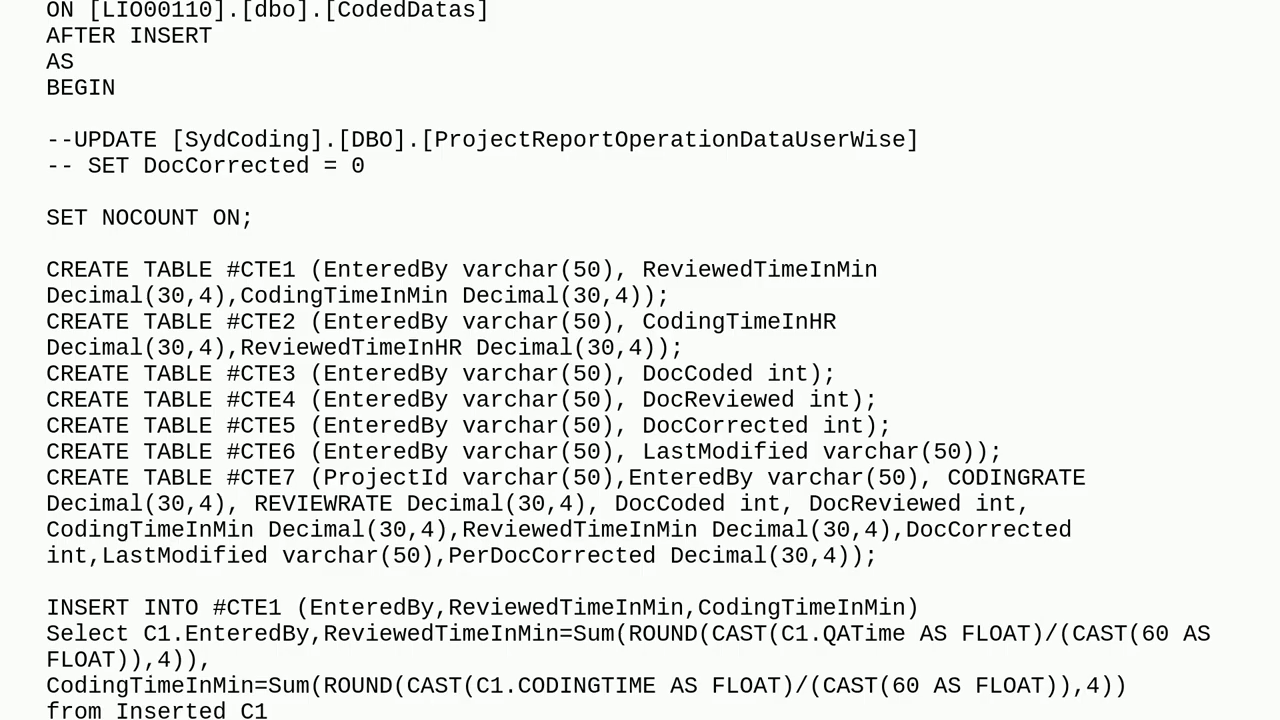 ON [LIO00110].[dbo].[CodedDatas]
AFTER INSERT
AS
BEGIN
--UPDATE [SydCoding].[DBO].[ProjectReportOperationDataUserWise]
-- SET DocCorrected = 0
SET NOCOUNT ON;
CREATE TABLE #CTE1 (EnteredBy varchar(50), ReviewedTimeInMin
Decimal(30,4),CodingTimeInMin Decimal(30,4));
CREATE TABLE #CTE2 (EnteredBy varchar(50), CodingTimeInHR
Decimal(30,4),ReviewedTimeInHR Decimal(30,4));
CREATE TABLE #CTE3 (EnteredBy varchar(50), DocCoded int);
CREATE TABLE #CTE4 (EnteredBy varchar(50), DocReviewed int);
CREATE TABLE #CTE5 (EnteredBy varchar(50), DocCorrected int);
CREATE TABLE #CTE6 (EnteredBy varchar(50), LastModified varchar(50));
CREATE TABLE #CTE7 (ProjectId varchar(50),EnteredBy varchar(50), CODINGRATE
Decimal(30,4), REVIEWRATE Decimal(30,4), DocCoded int, DocReviewed int,
CodingTimeInMin Decimal(30,4),ReviewedTimeInMin Decimal(30,4),DocCorrected
int,LastModified varchar(50),PerDocCorrected Decimal(30,4));
INSERT INTO #CTE1 (EnteredBy,ReviewedTimeInMin,CodingTimeInMin)
Select C1.EnteredBy,ReviewedTimeInMin=Sum(ROUND(CAST(C1.QATime AS FLOAT)/(CAST(60 AS
FLOAT)),4)),
CodingTimeInMin=Sum(ROUND(CAST(C1.CODINGTIME AS FLOAT)/(CAST(60 AS FLOAT)),4))
from Inserted C1